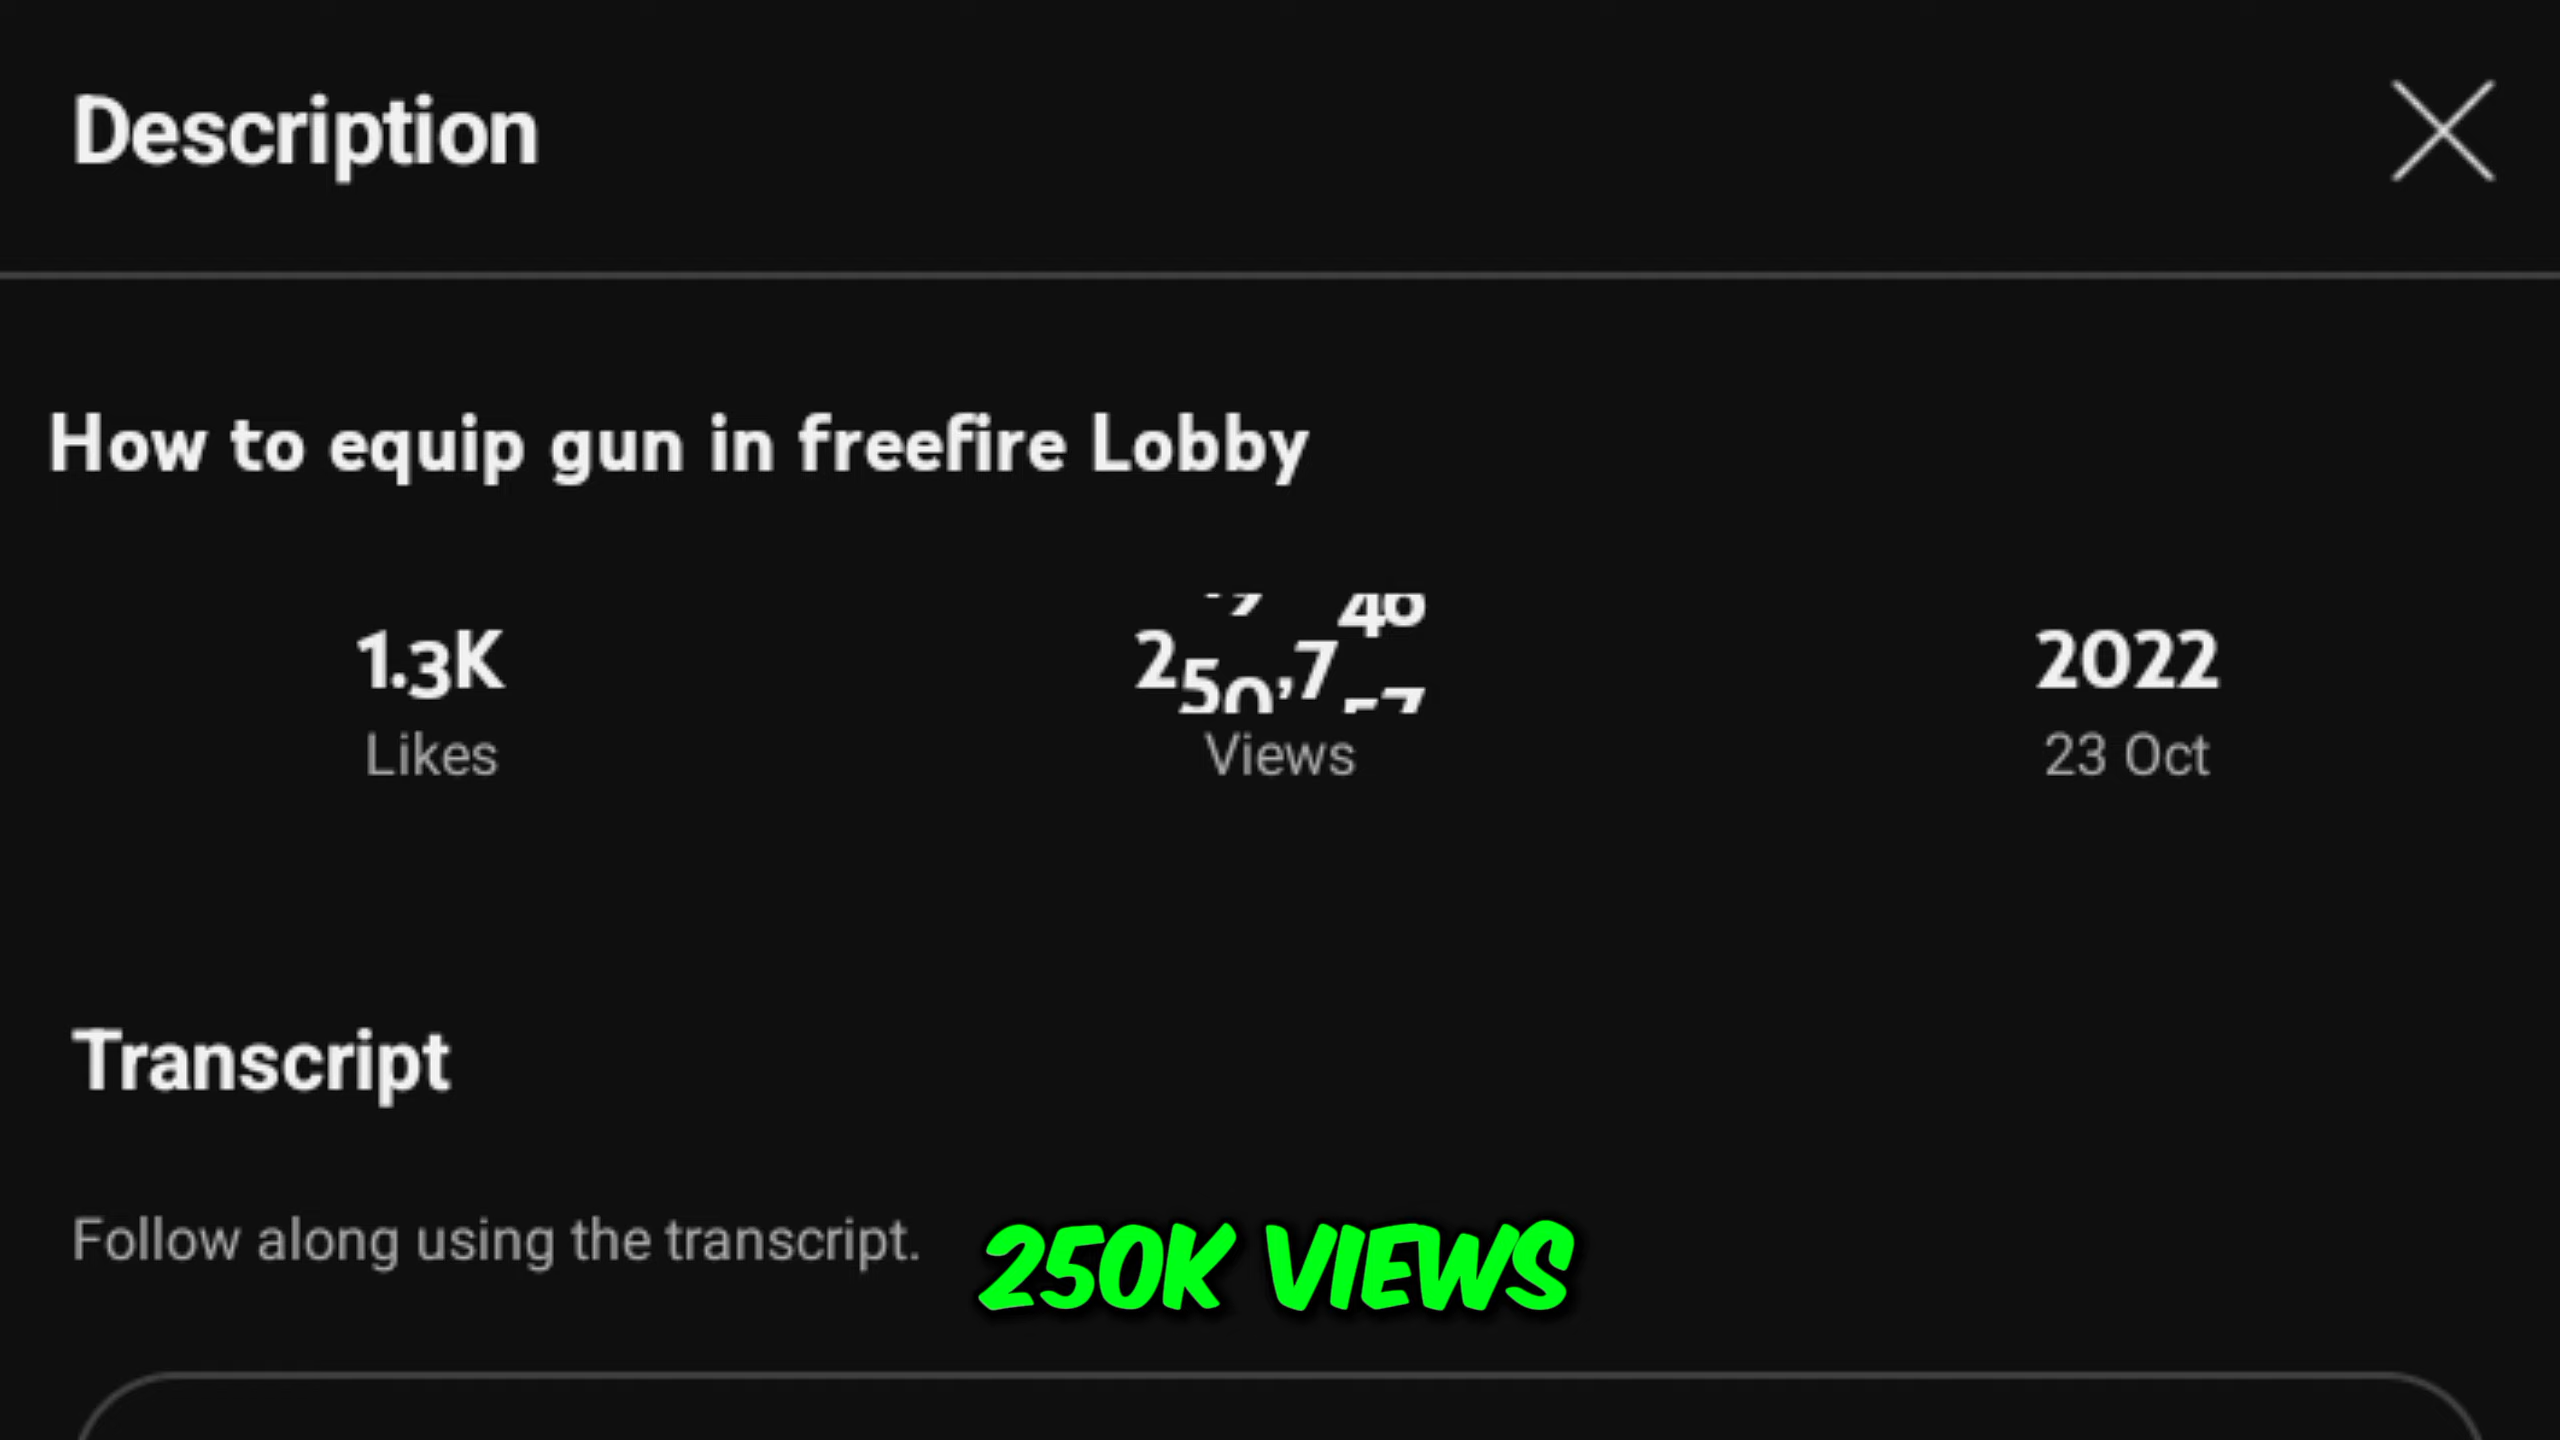 Description
How to equip gun in freefire Lobby
1.3K
2022
Likes
Views
23 Oct
Transcript
Follow along using the transcript.
250K VIEWS